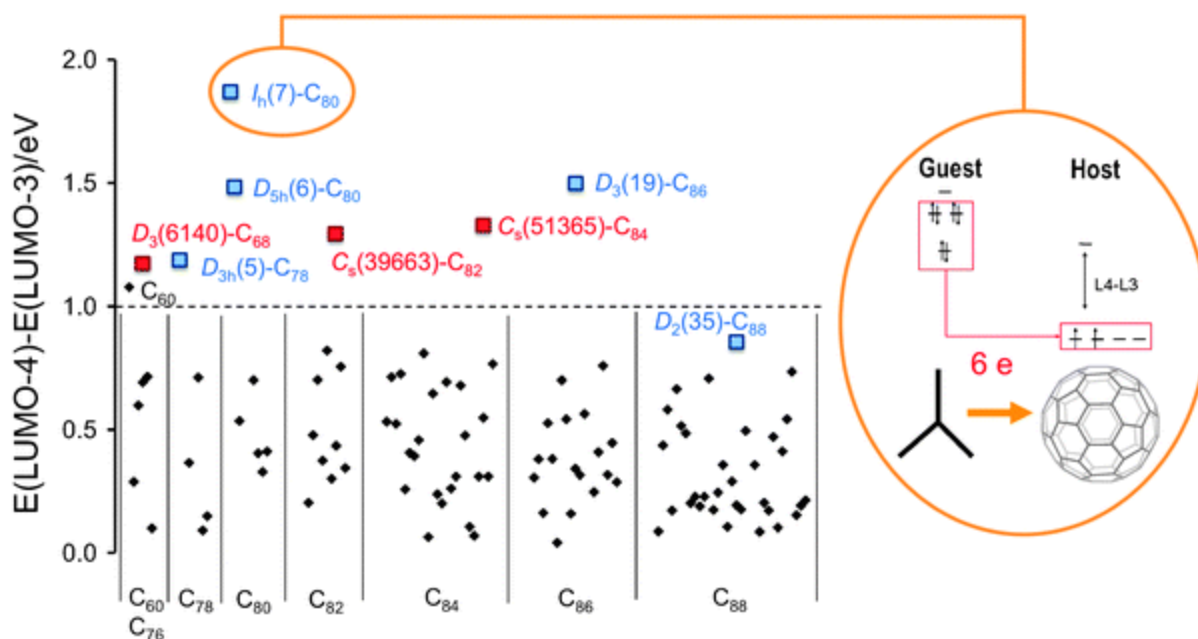 E(LUMO-4)-E(LUMO-3)/eV
2.0
1.5
1.0
0.5
0.0
Ih(7)-C80
D5h(6)-C80
D3(19)-C86
D3(6140)-C68
Cs(51365)-C84
D3h(5)-C78
Cs(39663)-C82
C60
D2(35)-C88
C60
C76
C78
C80
C82
C84
C86
C88
Guest
Host
L4-L3
6 e